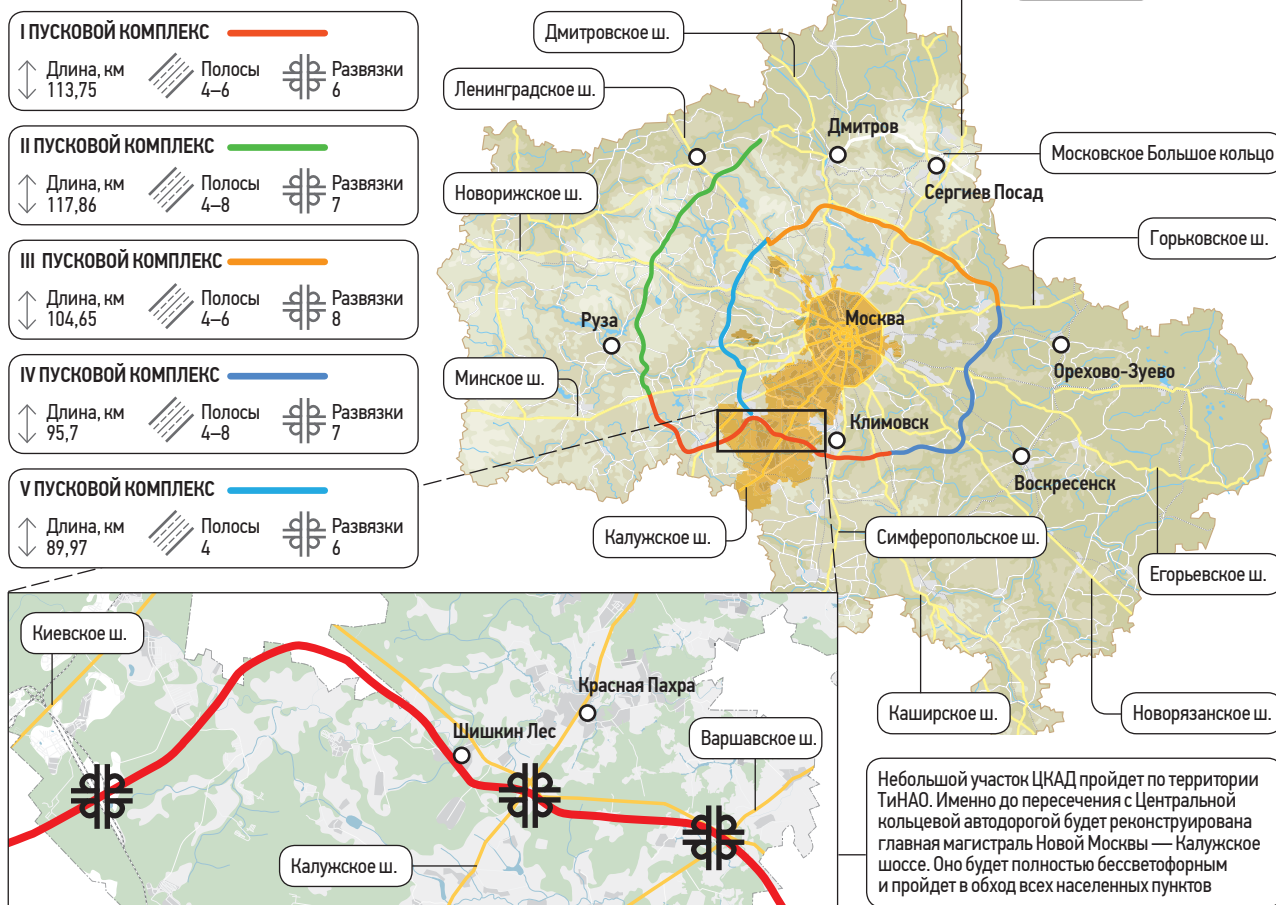 I ПУСКОВОЙ КОМПЛЕКС
Длина, км
113,75
Полосы
4–6
Развязки
6
II ПУСКОВОЙ КОМПЛЕКС
Длина, км
117,86
Полосы
4–8
Развязки
7
III ПУСКОВОЙ КОМПЛЕКС
Длина, км
104,65
Полосы
4–6
Развязки
8
IV ПУСКОВОЙ КОМПЛЕКС
Длина, км
95,7
Полосы
4–8
Развязки
7
V ПУСКОВОЙ КОМПЛЕКС
Длина, км
89,97
Полосы
4
Развязки
6
Дмитровское ш.
Ленинградское ш.
Дмитров
Московское Большое кольцо
Сергиев Посад
Новорижское ш.
Горьковское ш.
Руза
Москва
Орехово-Зуево
Минское ш.
Климовск
Воскресенск
Калужское ш.
Симферопольское ш.
Егорьевское ш.
Каширское ш.
Новорязанское ш.
Киевское ш.
Красная Пахра
Шишкин Лес
Варшавское ш.
Калужское ш.
Небольшой участок ЦКАД пройдет по территории
ТиНАО. Именно до пересечения с Центральной
кольцевой автодорогой будет реконструирована
главная магистраль Новой Москвы — Калужское
шоссе. Оно будет полностью бессветофорным
и пройдет в обход всех населенных пунктов